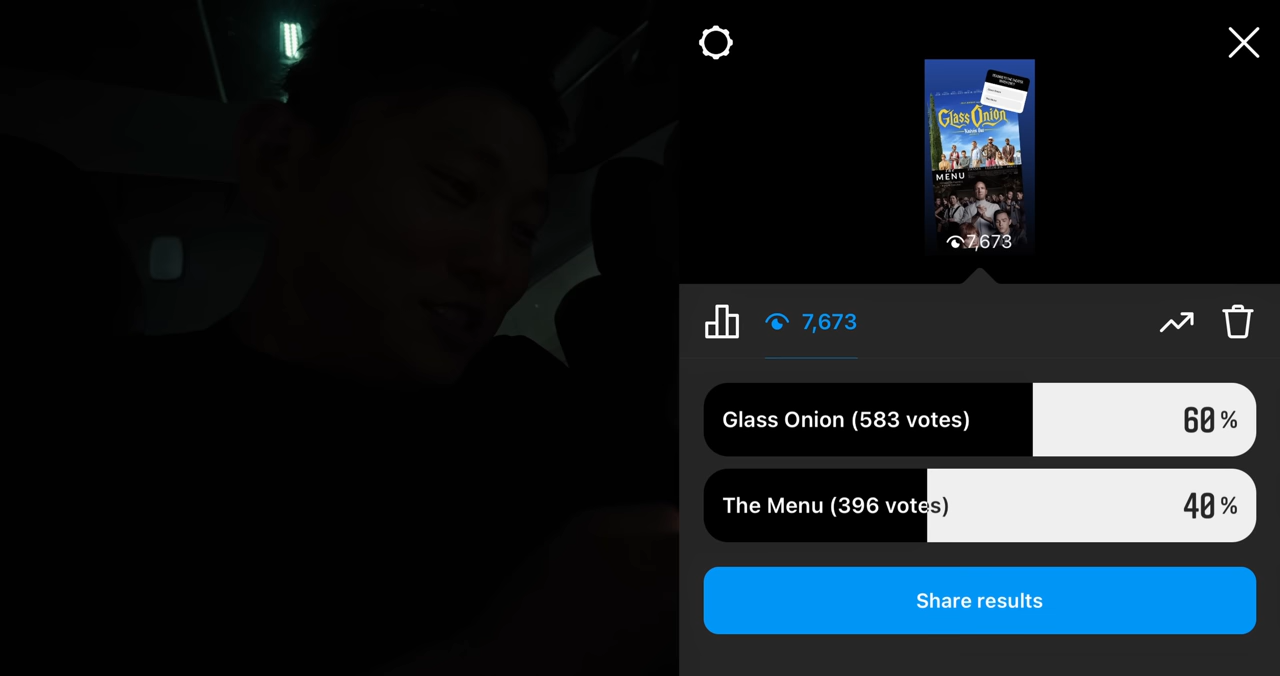 Glass Onion
MENU
7,673
7,673
Glass Onion (583 votes)
60%
The Menu (396 votes)
40%
Share results